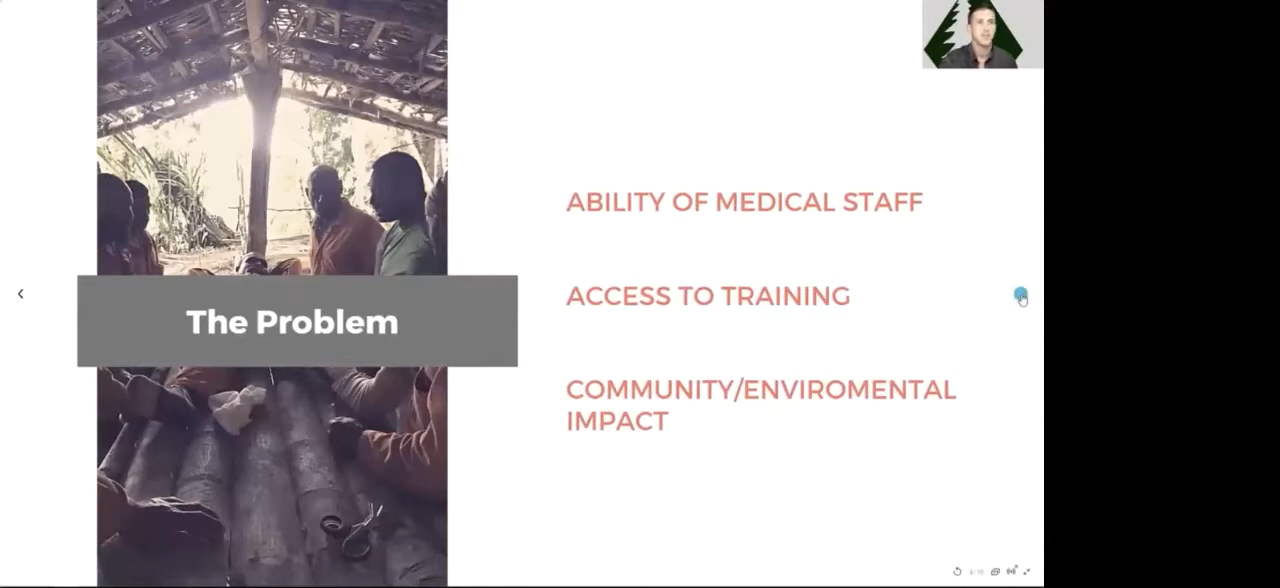 The Problem
ABILITY OF MEDICAL STAFF
ACCESS TO TRAINING
COMMUNITY/ENVIROMENTAL
IMPACT